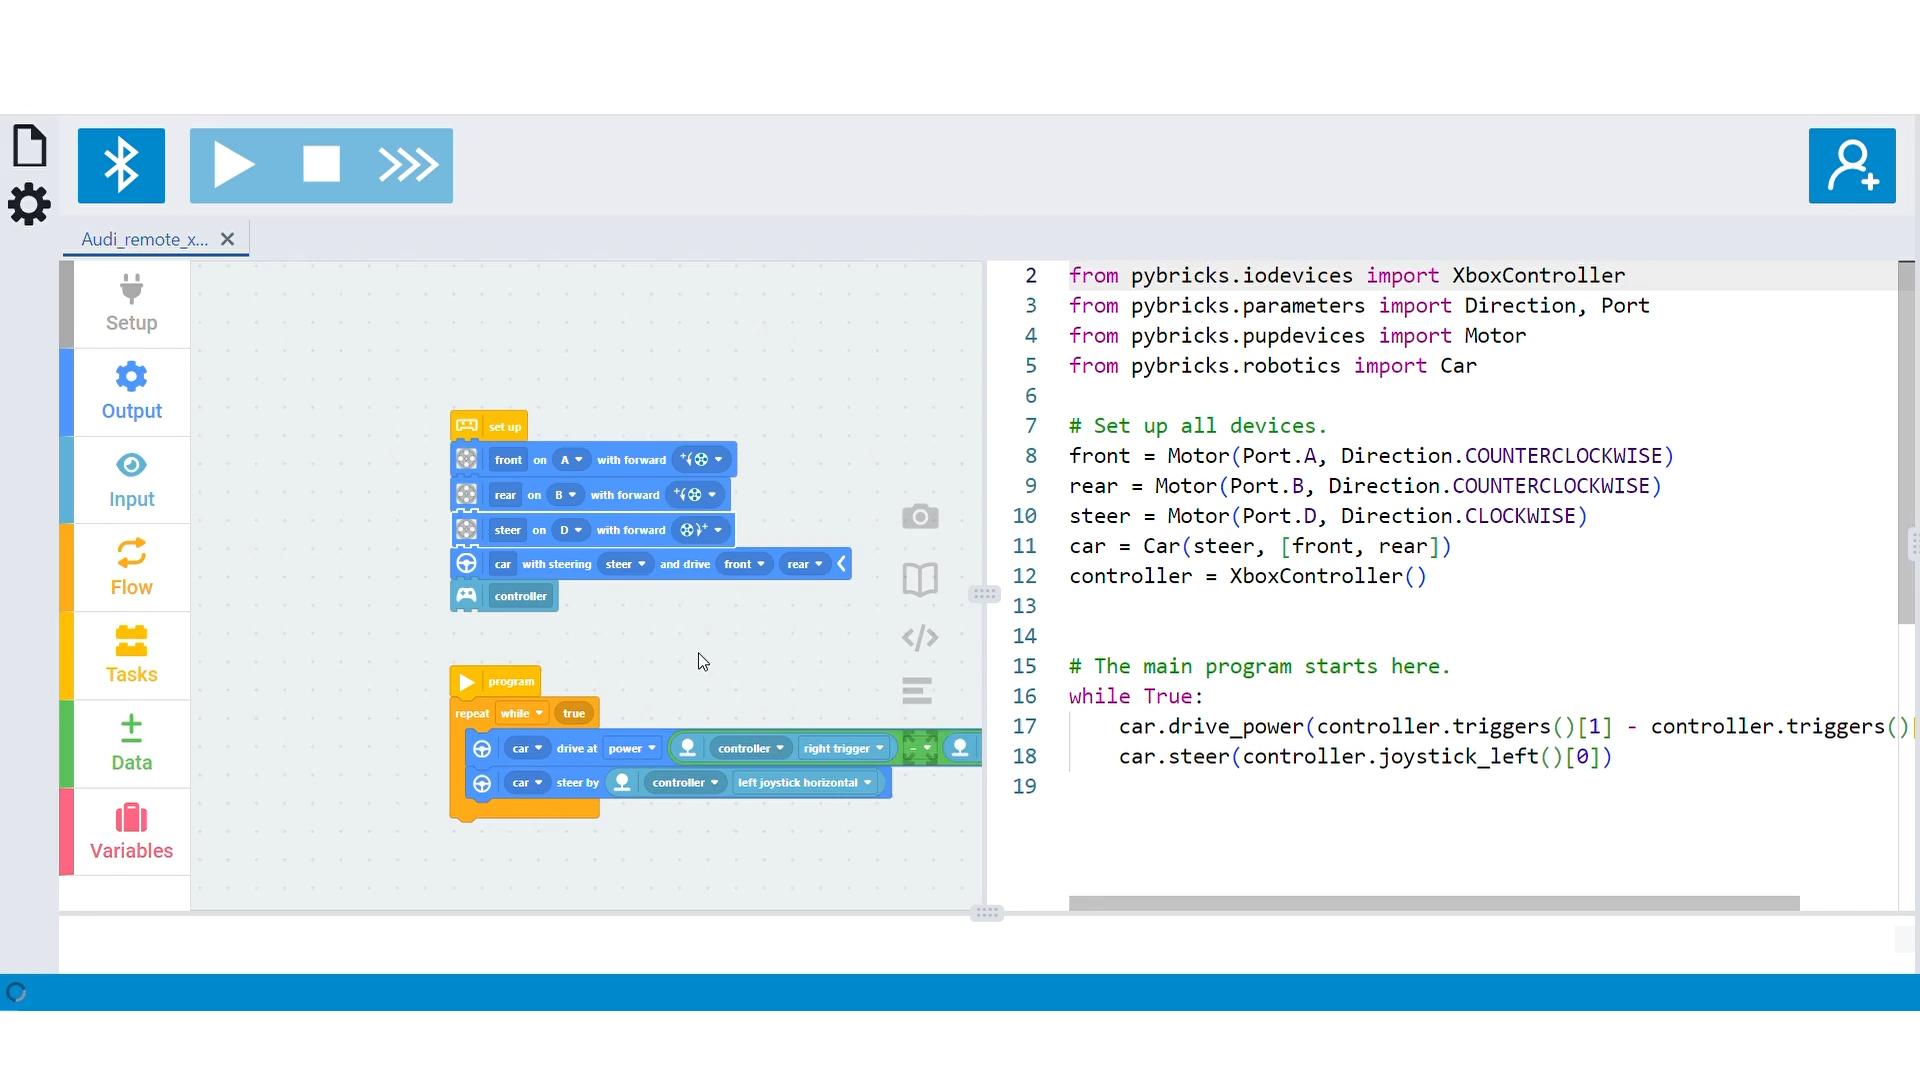 Audi_remote_x...
Setup
Output
Input
Flow
Tasks
Data
Variables
set up
front on A with forward
rear on B with forward
steer on D with forward
car with steering steer and drive front rear
controller
program
repeat while true
car drive at power controller right trigger -
car steer by controller left joystick horizontal
2 from pybricks.iodevices import XboxController
3 from pybricks.parameters import Direction, Port
4 from pybricks.pupdevices import Motor
5 from pybricks.robotics import Car
6
7 # Set up all devices.
8 front = Motor(Port.A, Direction.COUNTERCLOCKWISE)
9 rear = Motor(Port.B, Direction.COUNTERCLOCKWISE)
10 steer = Motor(Port.D, Direction.CLOCKWISE)
11 car = Car(steer, [front, rear])
12 controller = XboxController()
13
14
15 # The main program starts here.
16 while True:
17 car.drive_power(controller.triggers()[1] - controller.triggers()[
18 car.steer(controller.joystick_left()[0])
19